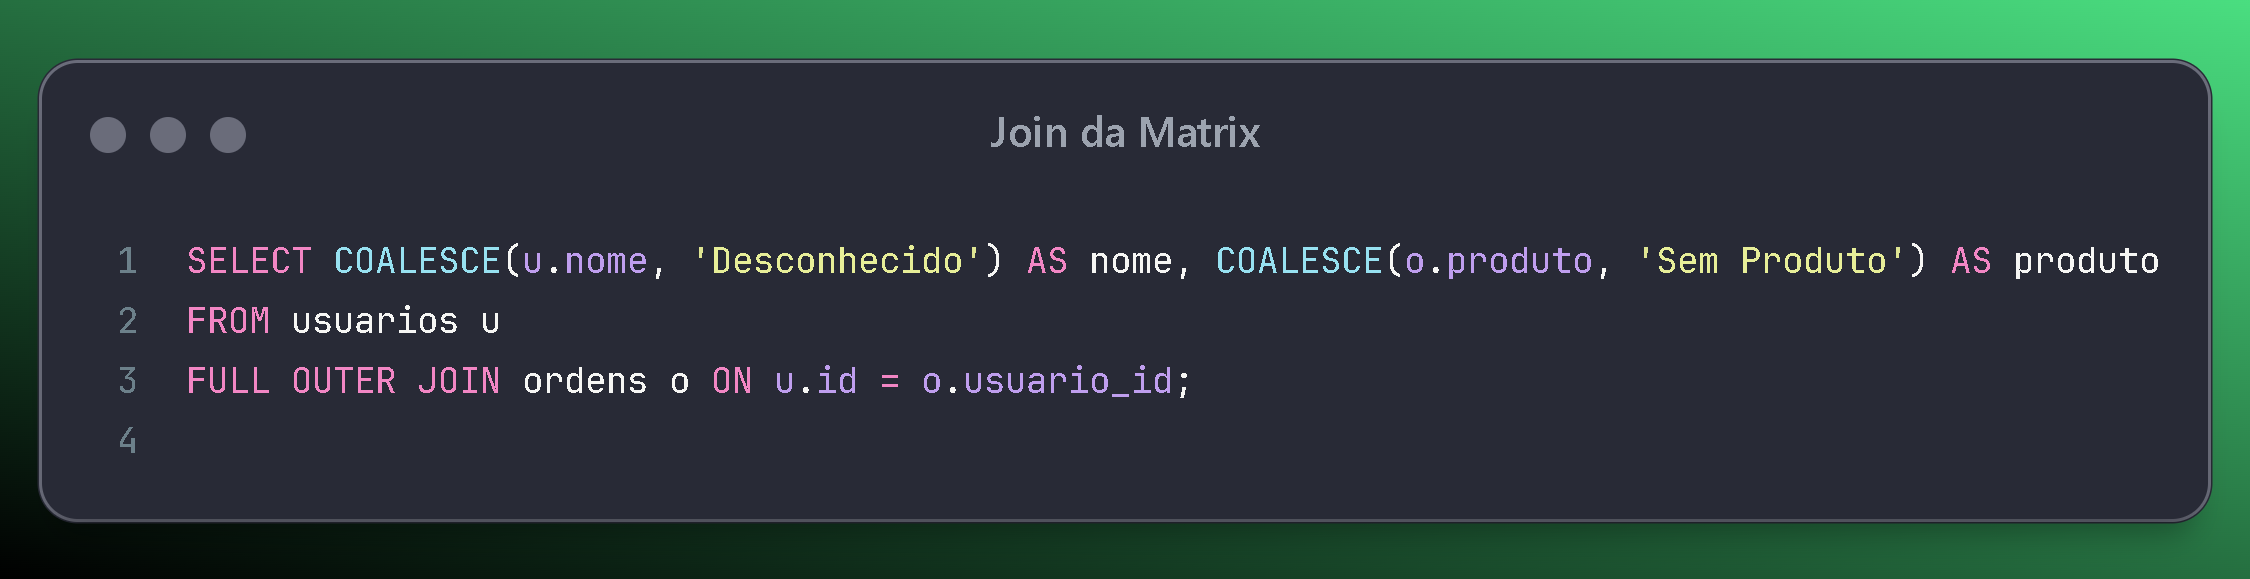 Join da Matrix
1 SELECT COALESCE(u.nome, 'Desconhecido') AS nome, COALESCE(o.produto, 'Sem Produto') AS produto
2 FROM usuarios u
3 FULL OUTER JOIN ordens o ON u.id = o.usuario_id;
4